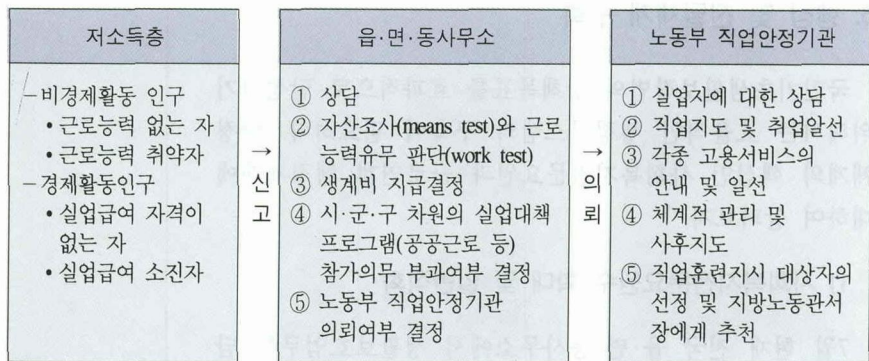 저소득층
－비경제활동 인구
• 근로능력 없는 자
• 근로능력 취약자
－경제활동인구
• 실업급여 자격이
없는 자
• 실업급여 소진자
→
신
고
읍·면·동사무소
① 상담
② 자산조사(means test)와 근로
능력유무 판단(work test)
③ 생계비 지급결정
④ 시·군·구 차원의 실업대책
프로그램(공공근로 등)
참가의무 부과여부 결정
⑤ 노동부 직업안정기관
의뢰여부 결정
→
의
뢰
노동부 직업안정기관
① 실업자에 대한 상담
② 직업지도 및 취업알선
③ 각종 고용서비스의
안내 및 알선
④ 체계적 관리 및
사후지도
⑤ 직업훈련지시 대상자의
선정 및 지방노동관서
장에게 추천